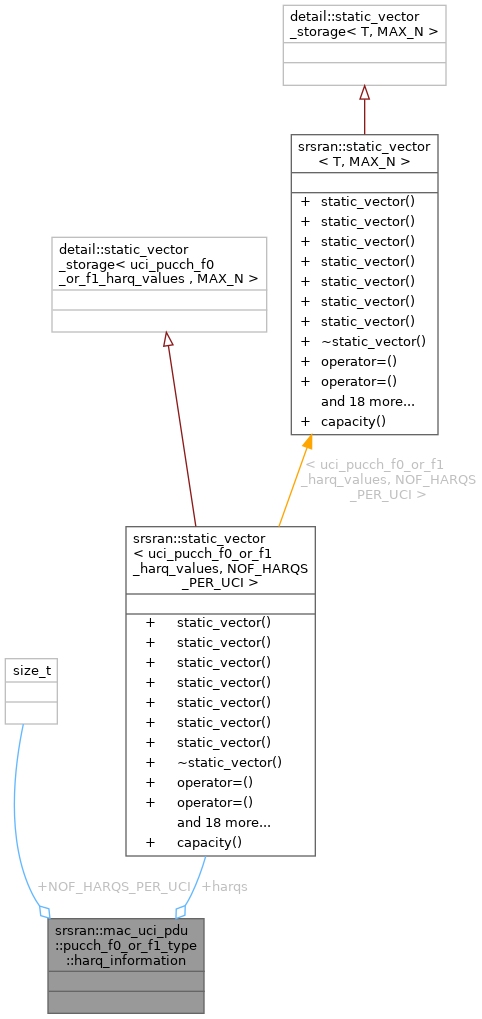 detail::static_vector
_storage< T, MAX_N >
srsran::static_vector
< T, MAX_N >
+ static_vector()
+ static_vector()
+ static_vector()
+ static_vector()
+ static_vector()
+ static_vector()
+ static_vector()
+ ~static_vector()
+ operator=()
+ operator=()
and 18 more...
+ capacity()
detail::static_vector
_storage< uci_pucch_f0
_or_f1_harq_values , MAX_N >
< uci_pucch_f0_or_f1
_harq_values, NOF_HARQS
_PER_UCI >
srsran::static_vector
< uci_pucch_f0_or_f1
_harq_values, NOF_HARQS
_PER_UCI >
+ static_vector()
+ static_vector()
+ static_vector()
+ static_vector()
+ static_vector()
+ static_vector()
+ static_vector()
+ ~static_vector()
+ operator=()
+ operator=()
and 18 more...
+ capacity()
size_t
+NOF_HARQS_PER_UCI
+harqs
srsran::mac_uci_pdu
::pucch_f0_or_f1_type
::harq_information